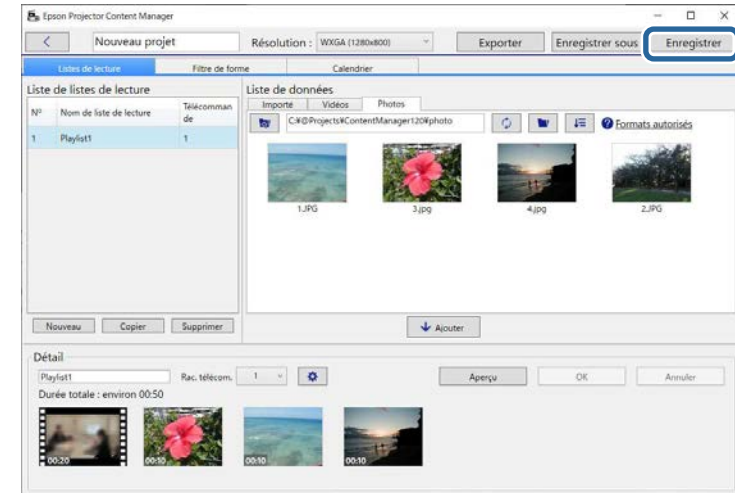 Epson Projector Content Manager
Nouveau projet
Résolution : WXGA (1280x800)
Exporter
Enregistrer sous
Enregistrer
Listes de lecture
Filtre de forme
Calendrier
Liste de listes de lecture
Nº
Nom de liste de lecture
Télécomman
de
1
Playlist1
1
Nouveau
Copier
Supprimer
Liste de données
Importé
Vidéos
Photos
C:¥@Projects¥ContentManager120¥photo
Formats autorisés
1.JPG
3.jpg
4.jpg
2.JPG
Ajouter
Détail
Playlist1
Rac. télécom.
1
Aperçu
OK
Annuler
Durée totale : environ 00:50
00:20
00:10
00:10
00:10